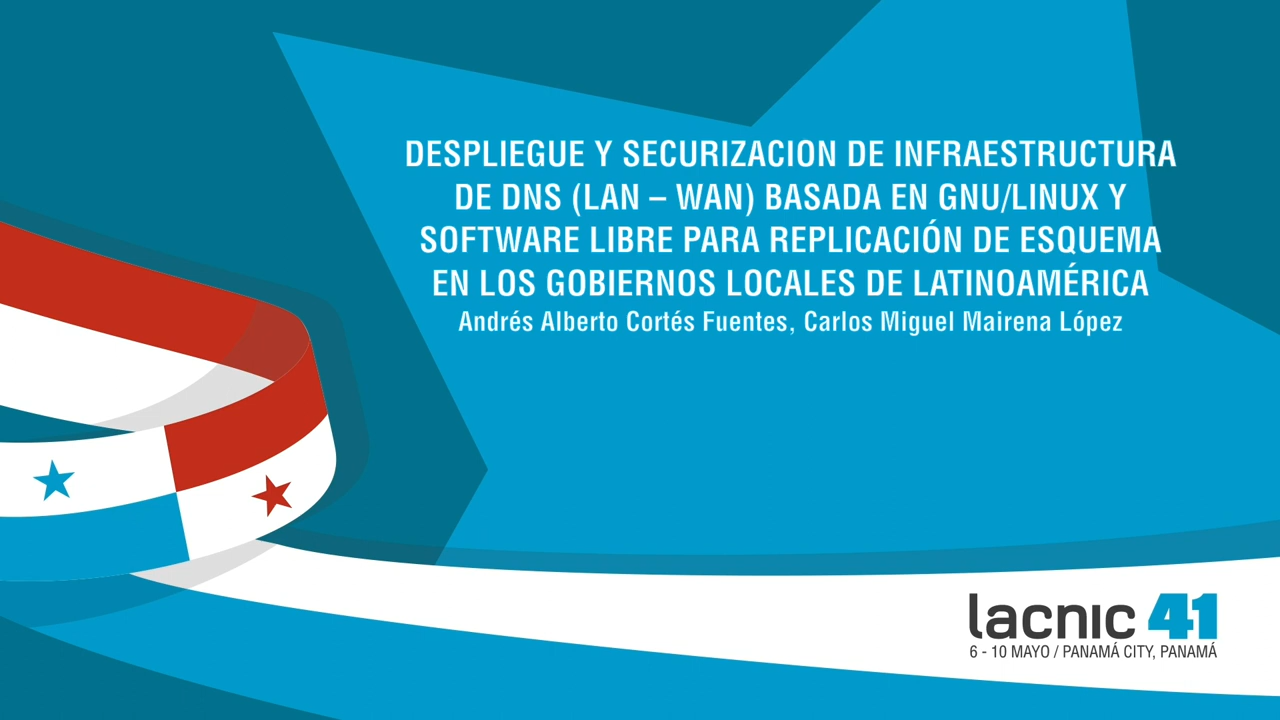 DESPLIEGUE Y SECURIZACION DE INFRAESTRUCTURA
DE DNS (LAN – WAN) BASADA EN GNU/LINUX Y
SOFTWARE LIBRE PARA REPLICACIÓN DE ESQUEMA
EN LOS GOBIERNOS LOCALES DE LATINOAMÉRICA
Andrés Alberto Cortés Fuentes, Carlos Miguel Mairena López
lacnic 41
6 - 10 MAYO / PANAMÁ CITY, PANAMÁ